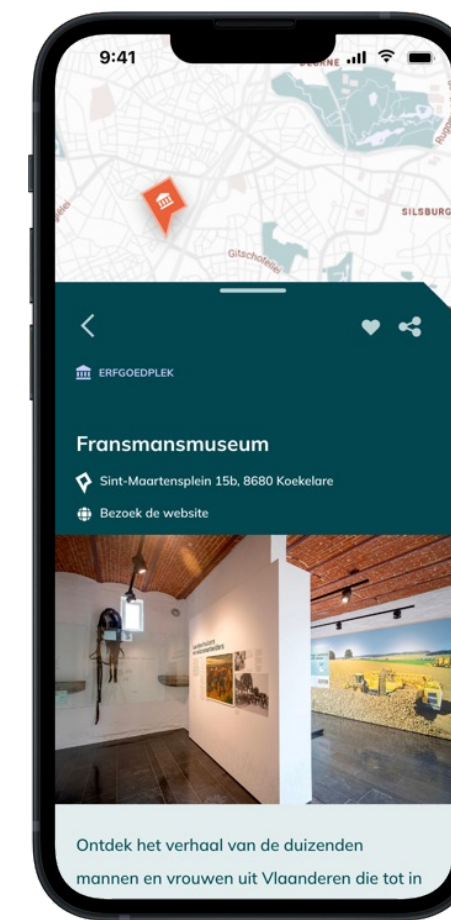 9:41
DEURNE
SILSBURG
Gitschotellei
ERFGOEDPLEK
Fransmansmuseum
Sint-Maartensplein 15b, 8680 Koekelare
Bezoek de website
Ontdek het verhaal van de duizenden
mannen en vrouwen uit Vlaanderen die tot in